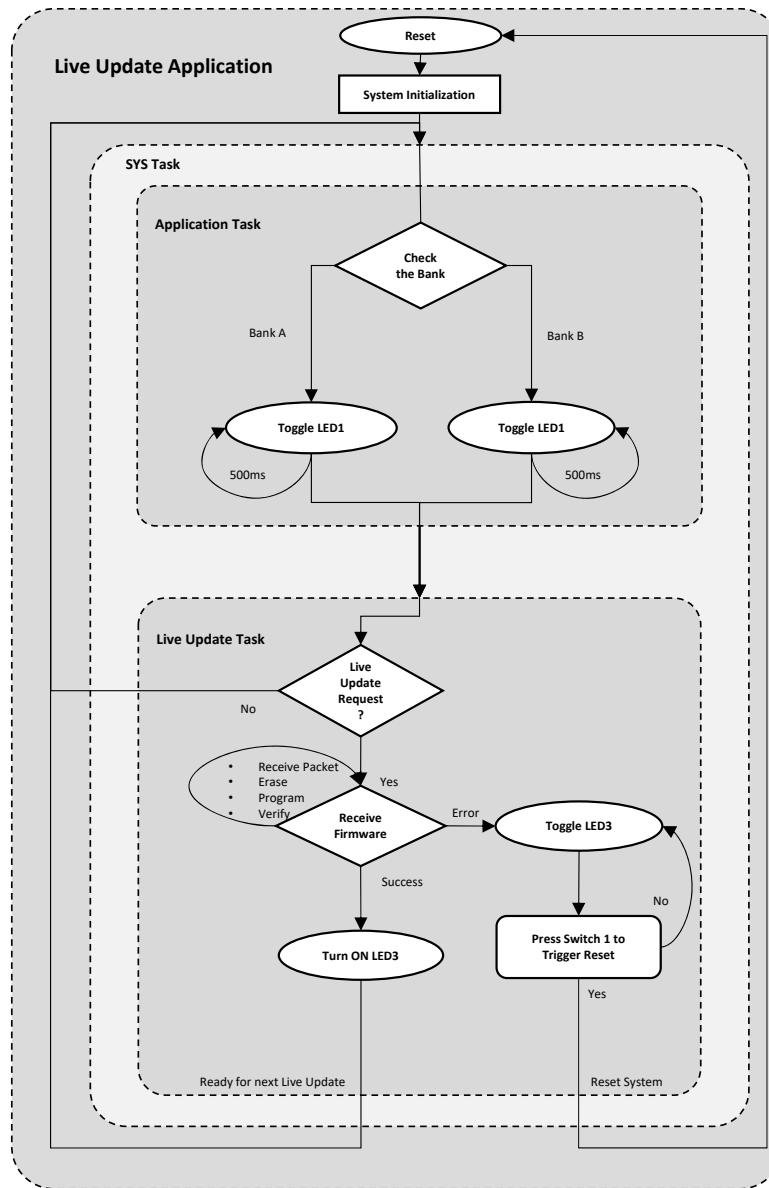 Reset
Live Update Application
System Initialization
SYS Task
Application Task
Check
the Bank
Bank A
Bank B
Toggle LED1
Toggle LED1
500ms
500ms
Live Update Task
Live
Update
Request
?
No
• Receive Packet
• Erase
• Program
• Verify
Yes
Receive
Firmware
Error
Toggle LED3
Success
No
Turn ON LED3
Press Switch 1 to
Trigger Reset
Yes
Ready for next Live Update
Reset System